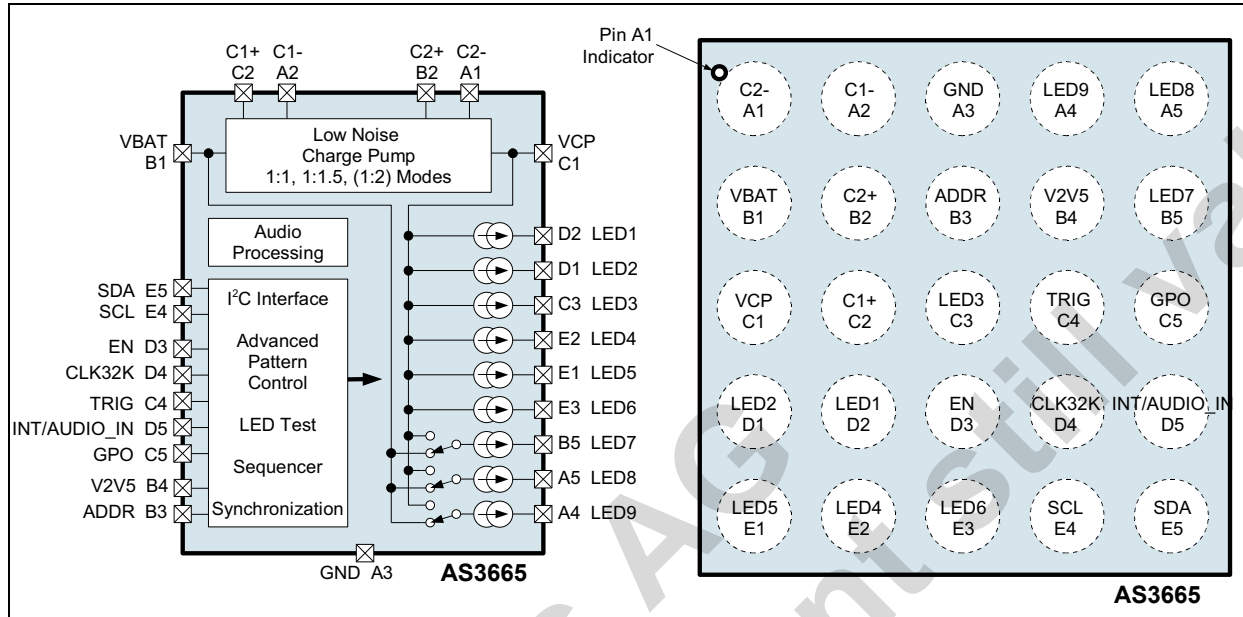 C1+ C1- C2+ C2-
C2 A2 B2 A1
VBAT
B1
Low Noise
Charge Pump
1:1, 1:1.5, (1:2) Modes
VCP
C1
Audio
Processing
D2 LED1
D1 LED2
C3 LED3
E2 LED4
E1 LED5
E3 LED6
B5 LED7
A5 LED8
A4 LED9
SDA E5
SCL E4
EN D3
CLK32K D4
TRIG C4
INT/AUDIO_IN D5
GPO C5
V2V5 B4
ADDR B3
I²C Interface
Advanced
Pattern
Control
LED Test
Sequencer
Synchronization
GND A3
AS3665
Pin A1
Indicator
C2- C1- GND LED9 LED8
A1 A2 A3 A4 A5
VBAT C2+ ADDR V2V5 LED7
B1 B2 B3 B4 B5
VCP C1+ LED3 TRIG GPO
C1 C2 C3 C4 C5
LED2 LED1 EN CLK32K INT/AUDIO_IN
D1 D2 D3 D4 D5
LED5 LED4 LED6 SCL SDA
E1 E2 E3 E4 E5
AS3665
AG
still